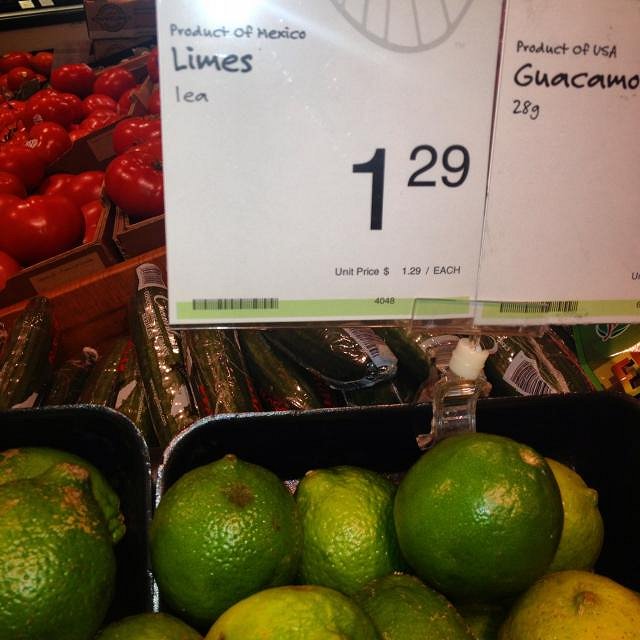 Product of Mexico
Limes
1ea
1 29
Unit Price $ 1.29 / EACH
4048
Product of USA
Guacamo
28g